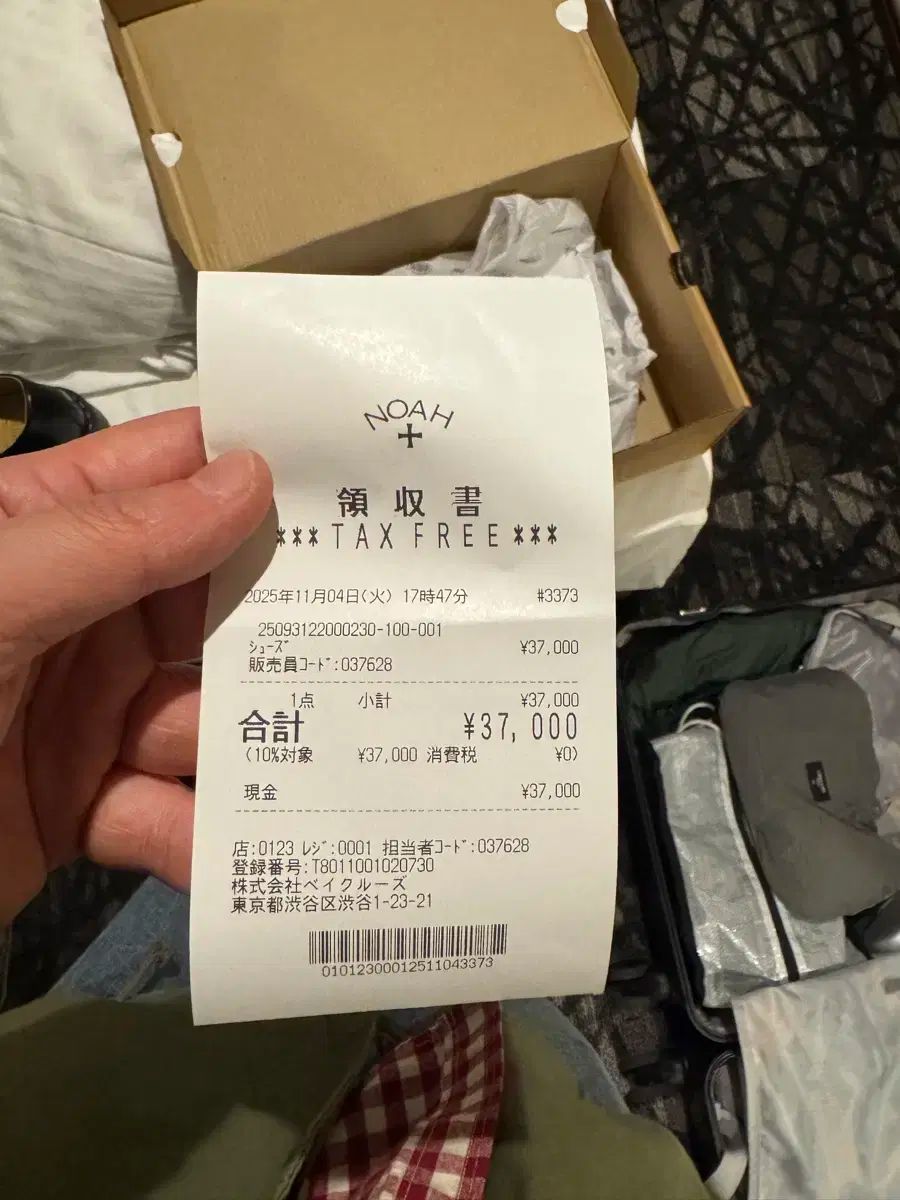 NOAH
領収書
***TAX FREE***
2025年11月04日(火) 17時47分 #3373
25093122000230-100-001
ｼｭｰｽﾞ ¥37,000
販売員ｺｰﾄﾞ:037628
1点 小計 ¥37,000
合計 ¥37,000
(10%対象 ¥37,000 消費税 ¥0)
現金 ¥37,000
店:0123 ﾚｼﾞ:0001 担当者ｺｰﾄﾞ:037628
登録番号:T8011001020730
株式会社ベイクルーズ
東京都渋谷区渋谷1-23-21
01012300012511043373